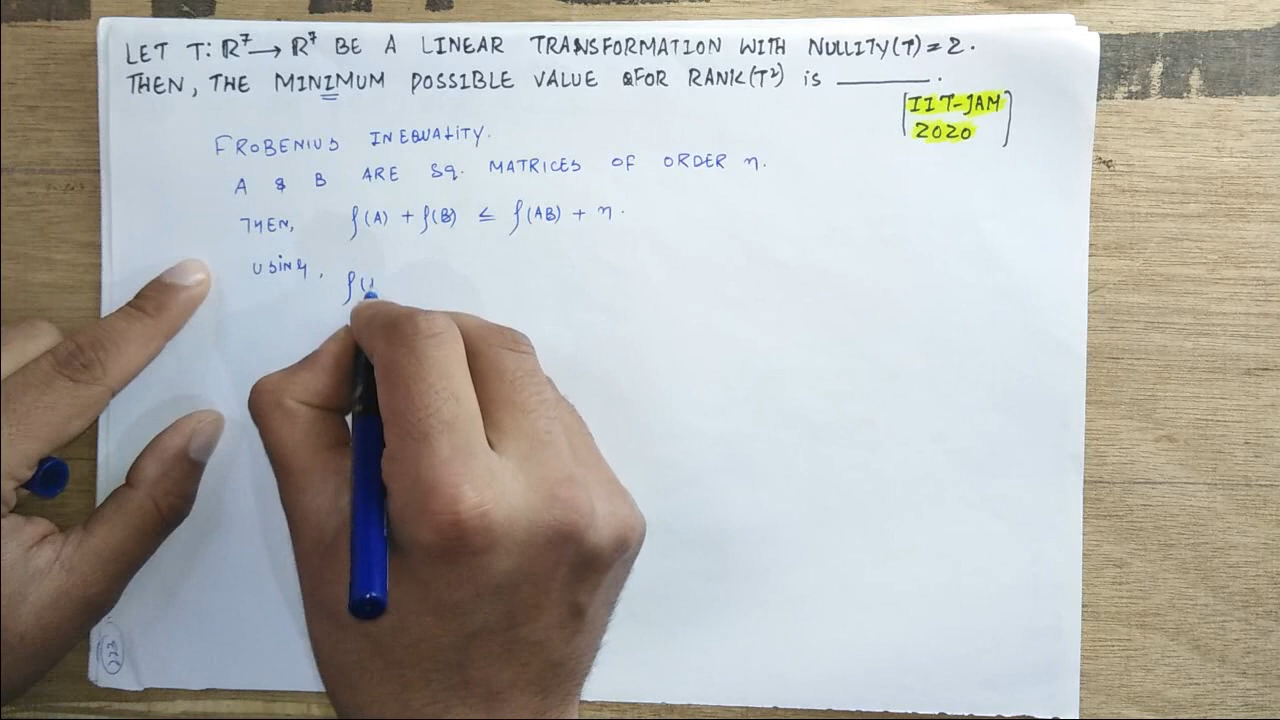 LET T: ℝ⁷ → ℝ⁷ BE A LINEAR TRANSFORMATION WITH NULLITY(T) = 2.
THEN, THE MINIMUM POSSIBLE VALUE FOR RANK(T²) IS ______.
[IIT-JAM
2020]
FROBENIUS INEQUALITY.
A & B ARE SQ. MATRICES OF ORDER n.
THEN, ρ(A) + ρ(B) ≤ ρ(AB) + n.
USING, ρ(